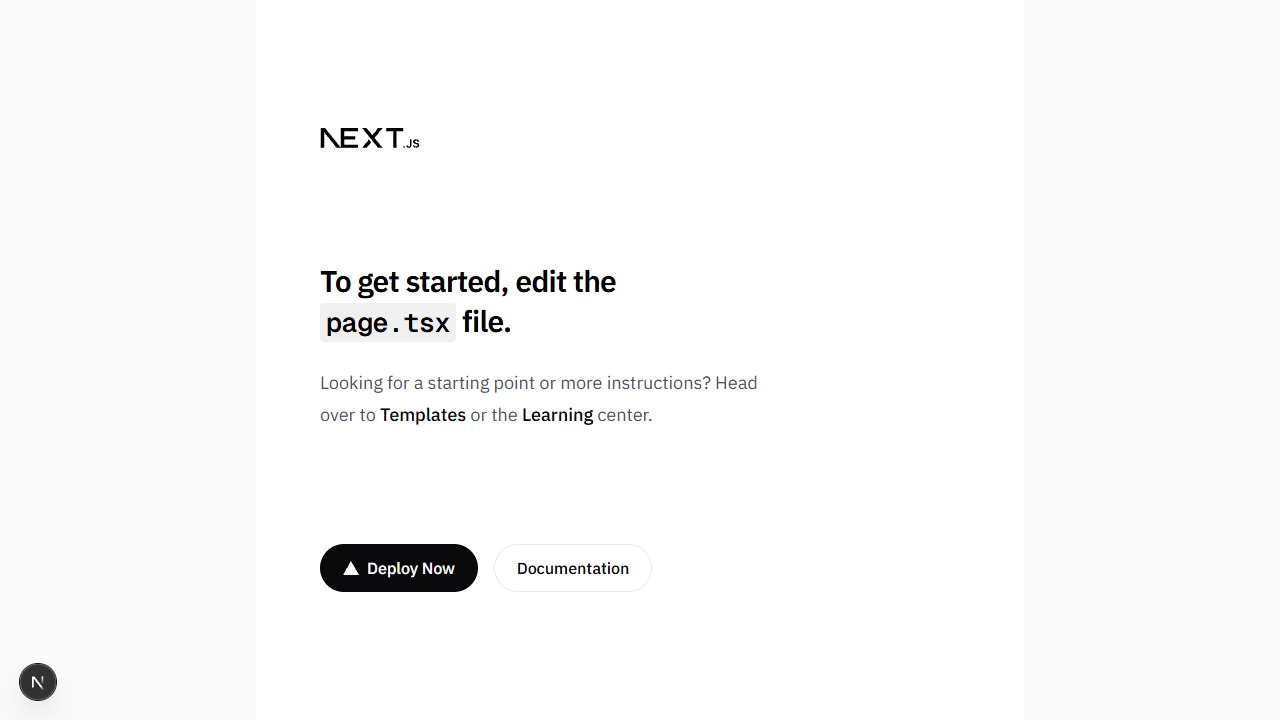 NEXT.JS
To get started, edit the
page.tsx file.
Looking for a starting point or more instructions? Head
over to Templates or the Learning center.
Deploy Now
Documentation
N